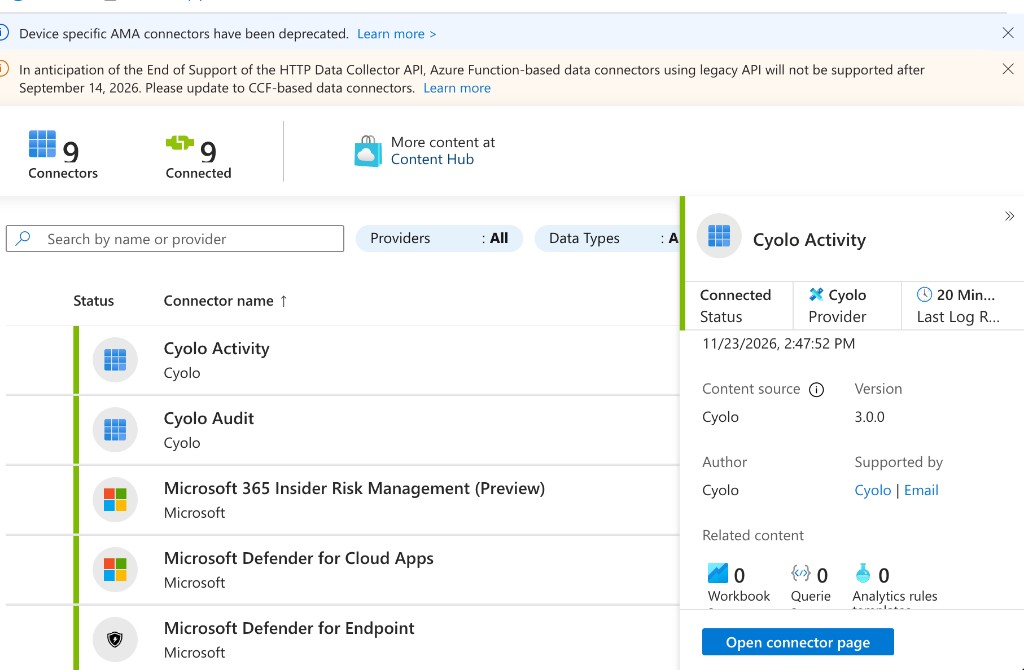 Device specific AMA connectors have been deprecated. Learn more >
In anticipation of the End of Support of the HTTP Data Collector API, Azure Function-based data connectors using legacy API will not be supported after
September 14, 2026. Please update to CCF-based data connectors. Learn more
9
Connectors
9
Connected
More content at
Content Hub
Search by name or provider
Providers : All
Data Types : A
Status Connector name ↑
Cyolo Activity
Cyolo
Cyolo Audit
Cyolo
Microsoft 365 Insider Risk Management (Preview)
Microsoft
Microsoft Defender for Cloud Apps
Microsoft
Microsoft Defender for Endpoint
Microsoft
Cyolo Activity
Connected
Status
Cyolo
Provider
20 Min...
Last Log R...
11/23/2026, 2:47:52 PM
Content source Version
Cyolo 3.0.0
Author Supported by
Cyolo Cyolo | Email
Related content
0
Workbook
0
Querie
0
Analytics rules
Open connector page